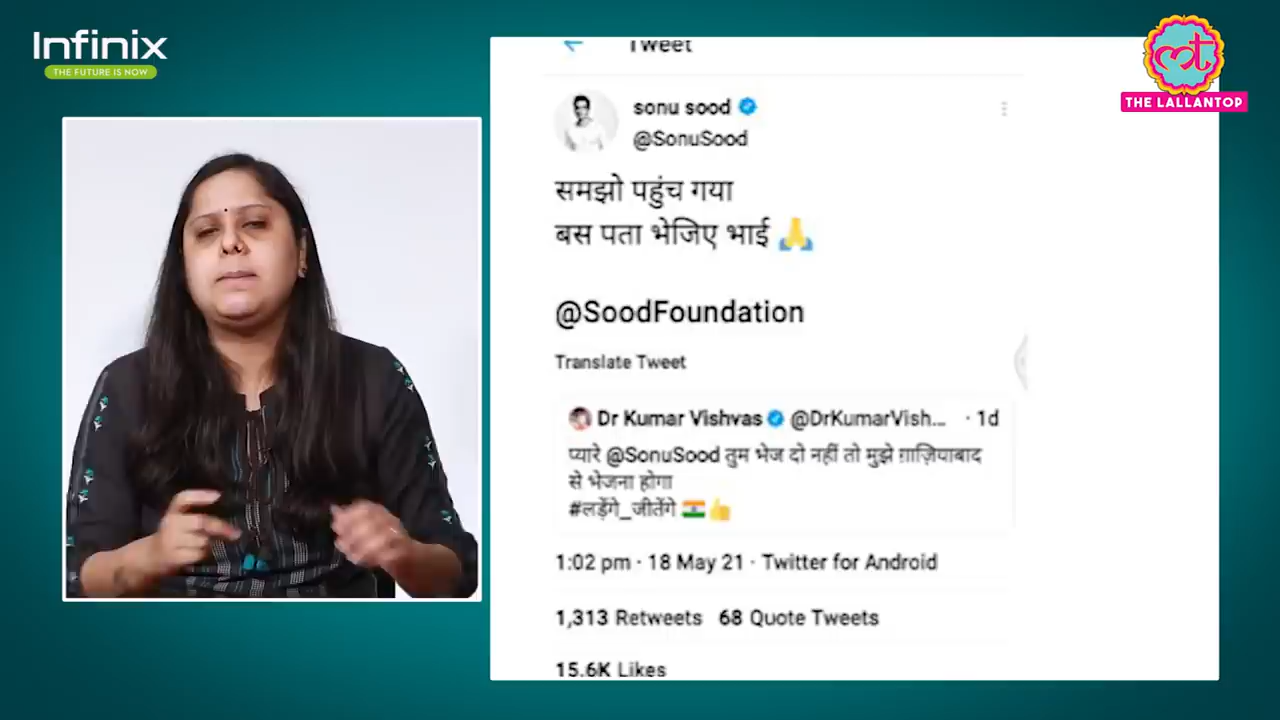 Infinix
THE FUTURE IS NOW
THE LALLANTOP
Tweet
sonu sood
@SonuSood
समझो पहुंच गया
बस पता भेजिए भाई 🙏
@SoodFoundation
Translate Tweet
Dr Kumar Vishvas @DrKumarVish... · 1d
प्यारे @SonuSood तुम भेज दो नहीं तो मुझे ग़ाज़ियाबाद
से भेजना होगा
#लड़ेंगे_जीतेंगे 🇮🇳👍
1:02 pm · 18 May 21 · Twitter for Android
1,313 Retweets 68 Quote Tweets
15.6K Likes